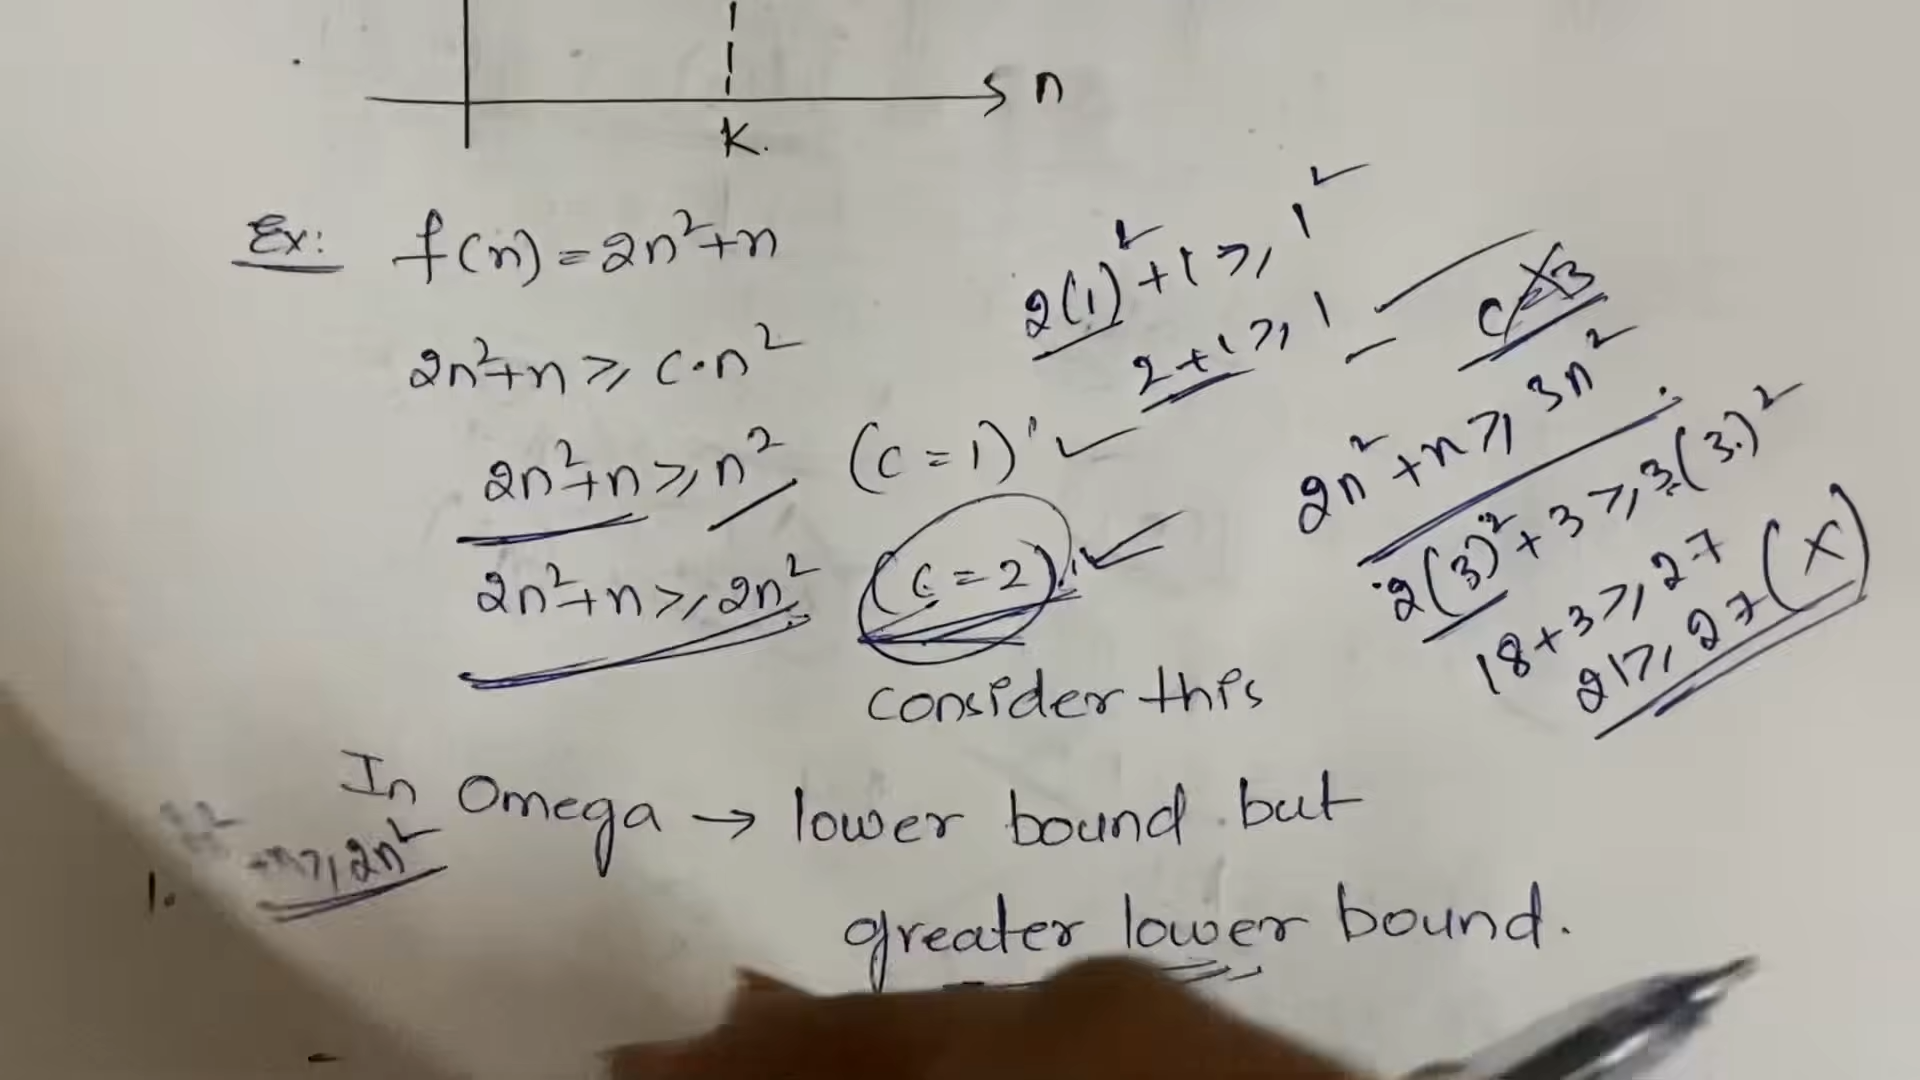 n
K.
Ex: f(n) = 2n²+n
2n²+n ≥ c·n²
2n²+n ≥ n² (c=1)
2n²+n ≥ 2n² (c=2)
consider this
In Omega → lower bound but
greater lower bound.
2(1)²+1 ≥ 1²
2+1 ≥ 1
c=3
2n²+n ≥ 3n²
2(3)²+3 ≥ 3(3)²
18+3 ≥ 27
21 ≥ 27 (x)
≥ 2n²
1.